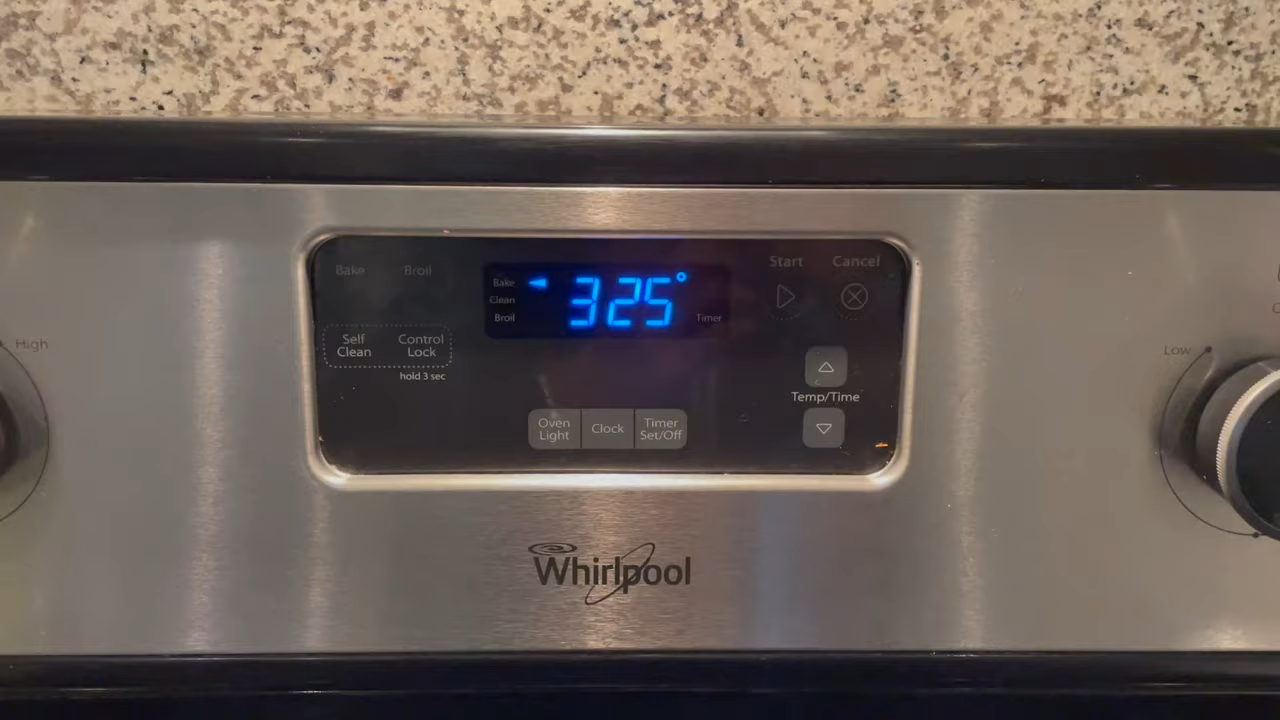 Bake Broil
Self
Clean
Control
Lock
hold 3 sec
Bake
Clean
Broil
325°
Timer
Start Cancel
Temp/Time
Oven
Light
Clock
Timer
Set/Off
High
Low
Whirlpool